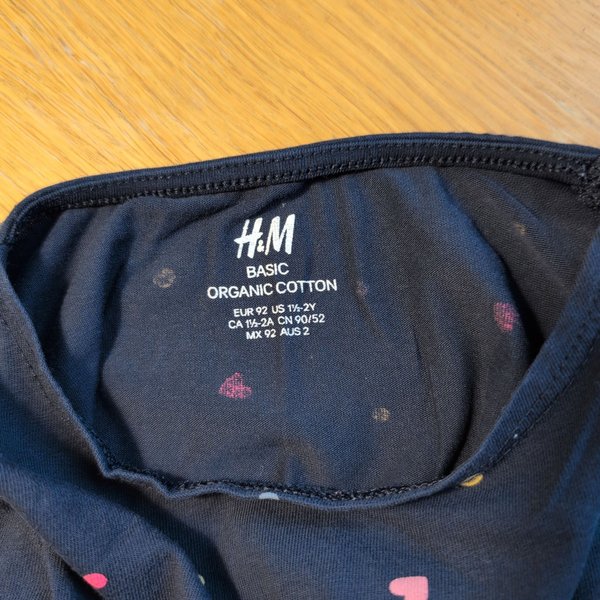 H&M
BASIC
ORGANIC COTTON
EUR 92 US 1½-2Y
CA 1½-2A CN 90/52
MX 92 AUS 2